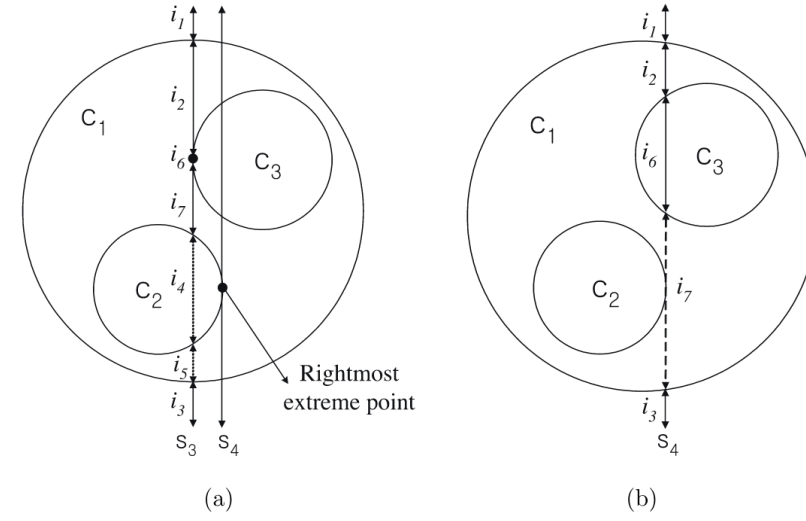 i1
i2
C1
i6
C3
i7
C2
i4
i5
i3
S3 S4
Rightmost
extreme point
(a)
i1
i2
C1
i6
C3
C2
i7
i3
S4
(b)